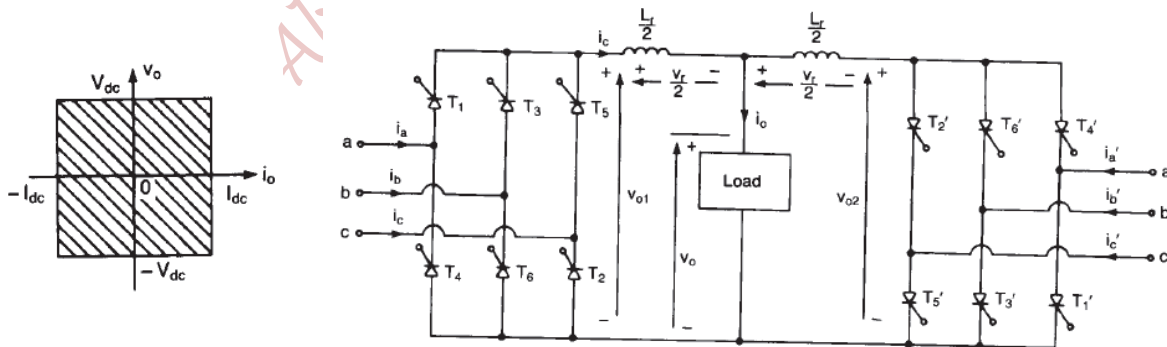 V_dc
v_o
-I_dc
0
I_dc
i_o
-V_dc
a
b
c
i_a
i_b
i_c
T_1
T_3
T_5
T_4
T_6
T_2
i_c
L_r/2
L_r/2
+ v_r/2 -
+ v_r/2 -
+ v_o1 -
+ v_o -
+ v_o2 -
i_o
Load
T_2'
T_6'
T_4'
T_5'
T_3'
T_1'
i_a'
i_b'
i_c'
a
b
c